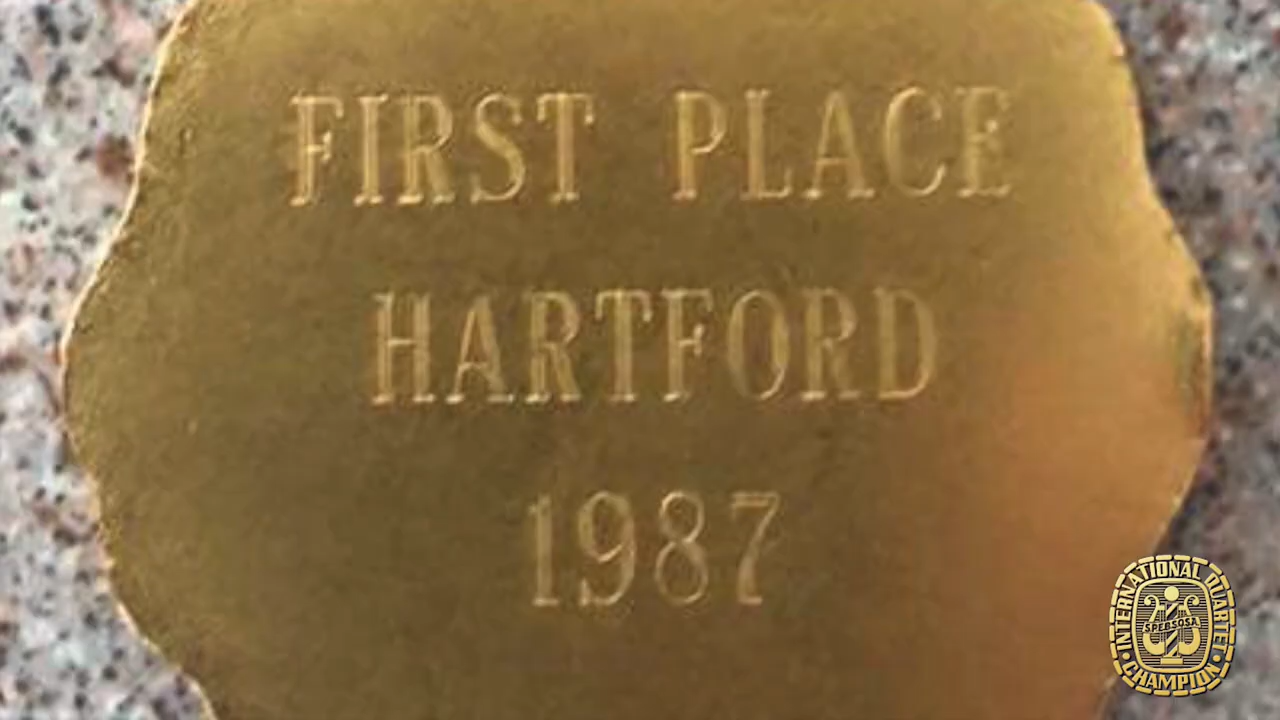 FIRST PLACE
HARTFORD
1987
INTERNATIONAL QUARTET
SPEBSQSA
CHAMPION